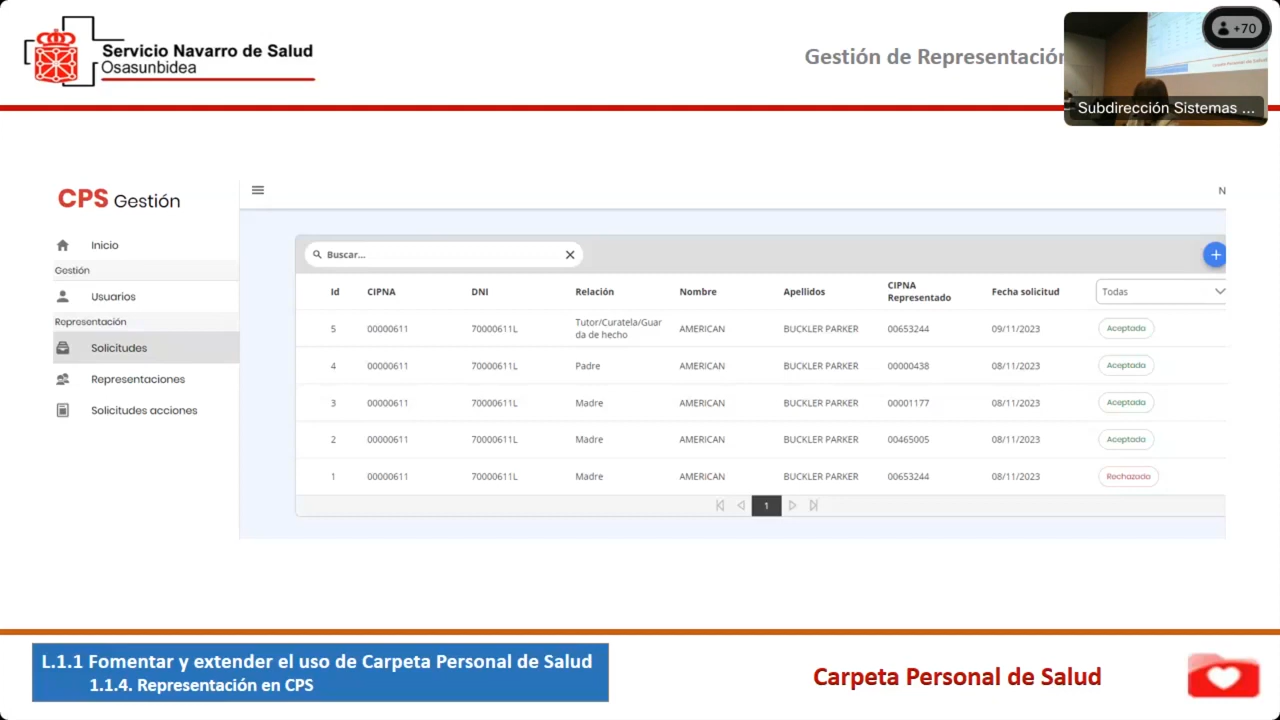 Servicio Navarro de Salud
Osasunbidea
Gestión de Representación
+70
Subdirección Sistemas ...
CPS Gestión
N
Inicio
Gestión
Usuarios
Representación
Solicitudes
Representaciones
Solicitudes acciones
Buscar...
Id CIPNA DNI Relación Nombre Apellidos CIPNA Representado Fecha solicitud Todas
5 00000611 70000611L Tutor/Curatela/Guar da de hecho AMERICAN BUCKLER PARKER 00653244 09/11/2023 Aceptada
4 00000611 70000611L Padre AMERICAN BUCKLER PARKER 00000438 08/11/2023 Aceptada
3 00000611 70000611L Madre AMERICAN BUCKLER PARKER 00001177 08/11/2023 Aceptada
2 00000611 70000611L Madre AMERICAN BUCKLER PARKER 00465005 08/11/2023 Aceptada
1 00000611 70000611L Madre AMERICAN BUCKLER PARKER 00653244 08/11/2023 Rechazada
1
L.1.1 Fomentar y extender el uso de Carpeta Personal de Salud
1.1.4. Representación en CPS
Carpeta Personal de Salud